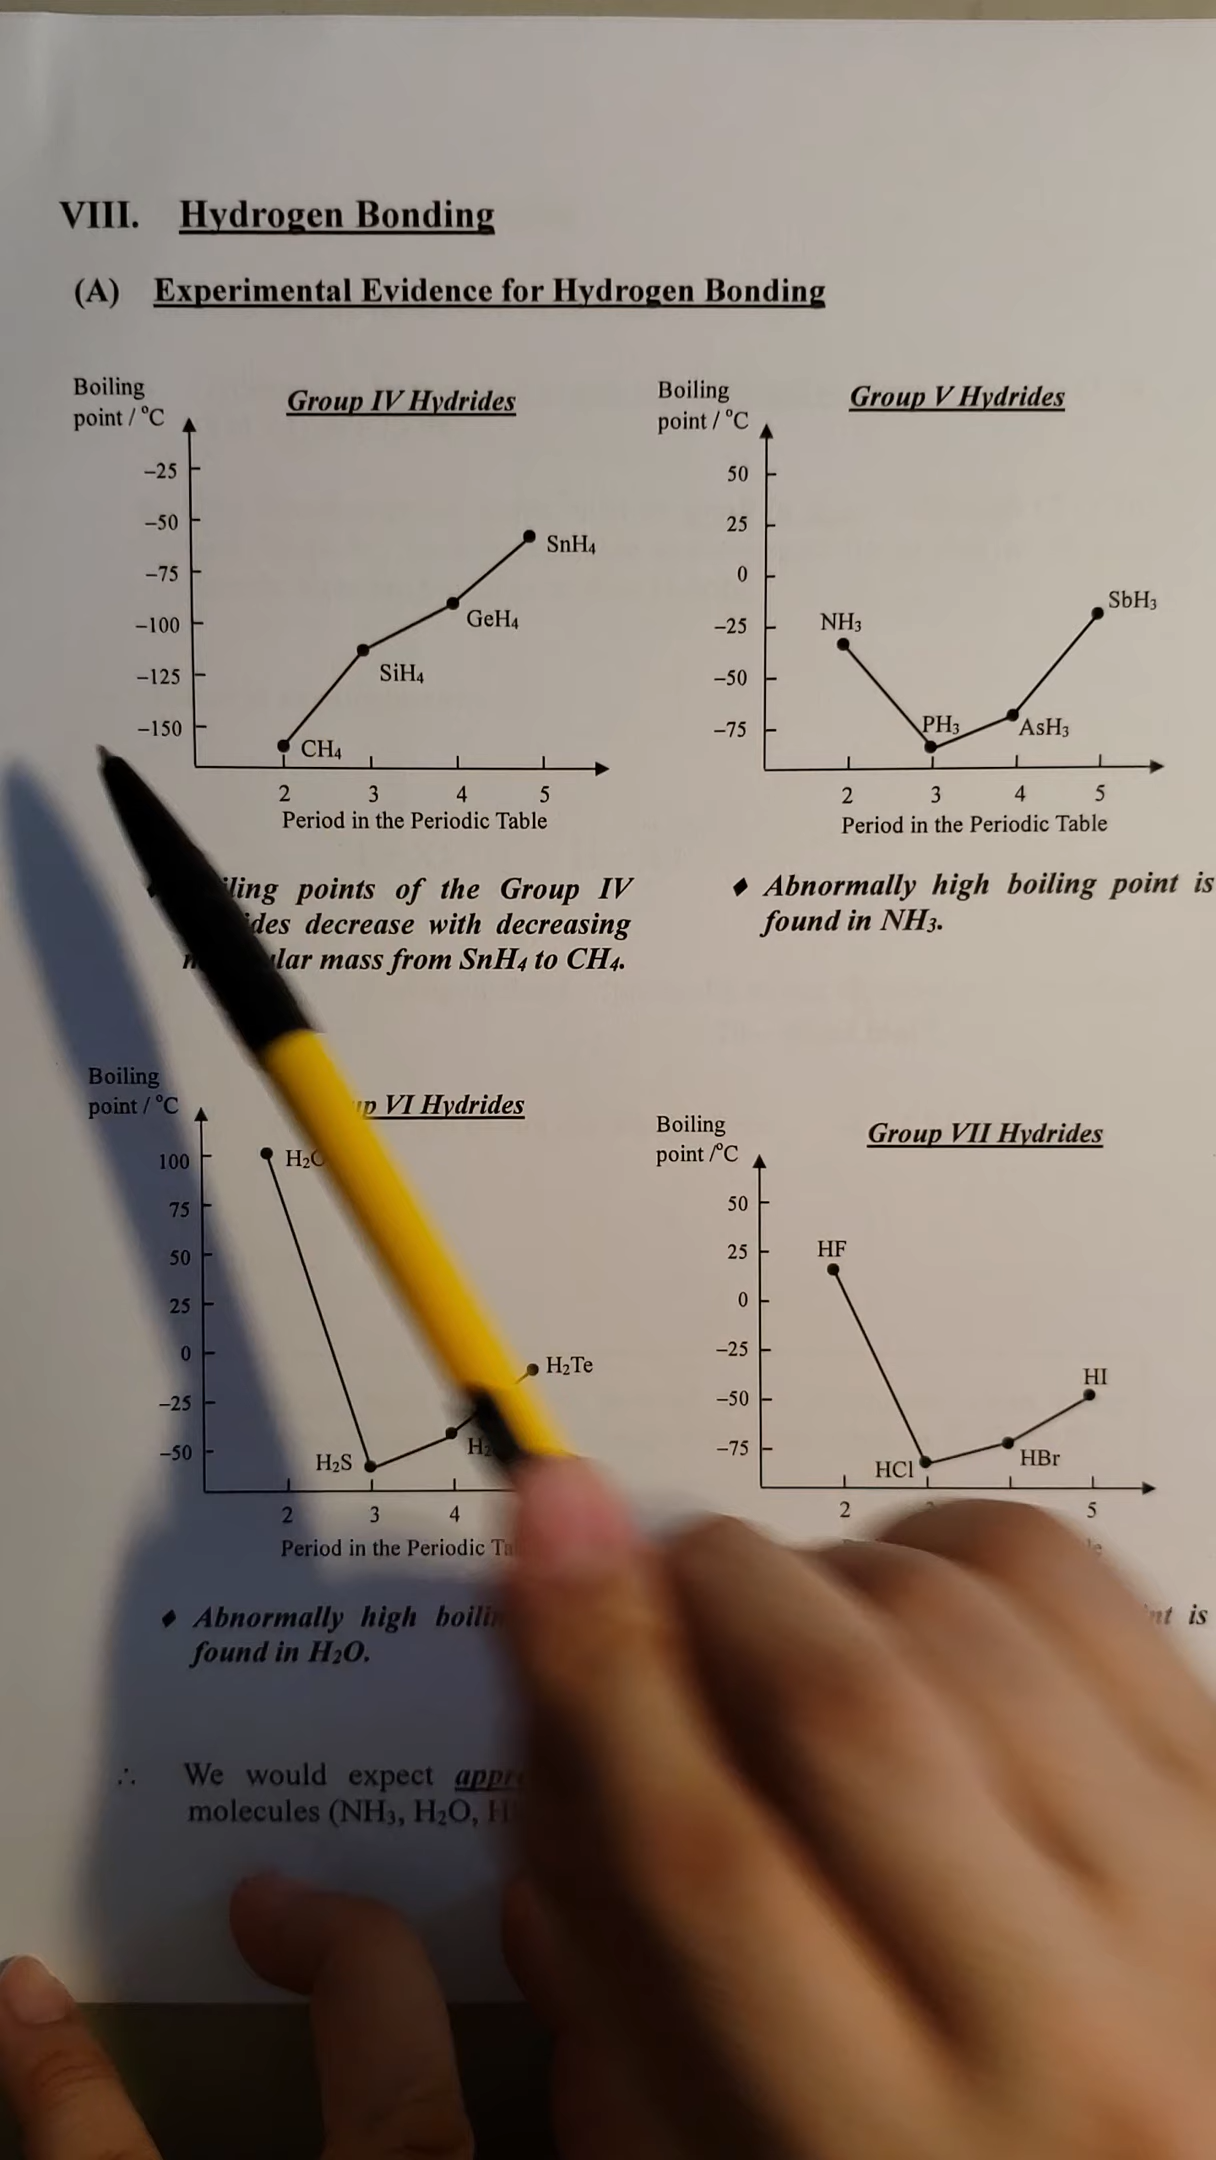 VIII. Hydrogen Bonding
(A) Experimental Evidence for Hydrogen Bonding
Boiling
point / °C
Group IV Hydrides
−25
−50
−75
−100
−125
−150
SnH₄
GeH₄
SiH₄
CH₄
2 3 4 5
Period in the Periodic Table
Boiling
point / °C
Group V Hydrides
50
25
0
−25
−50
−75
NH₃
SbH₃
PH₃
AsH₃
2 3 4 5
Period in the Periodic Table
points of the Group IV
decrease with decreasing
mass from SnH₄ to CH₄.
♦ Abnormally high boiling point is
found in NH₃.
Boiling
point / °C
VI Hydrides
100
75
50
25
0
−25
−50
H₂Te
H₂S
2 3 4
Period in the Periodic
Boiling
point /°C
Group VII Hydrides
50
25
0
−25
−50
−75
HF
HI
HCl
HBr
2 5
♦ Abnormally high
found in H₂O.
is
∴ We would expect
molecules (NH₃, H₂O,